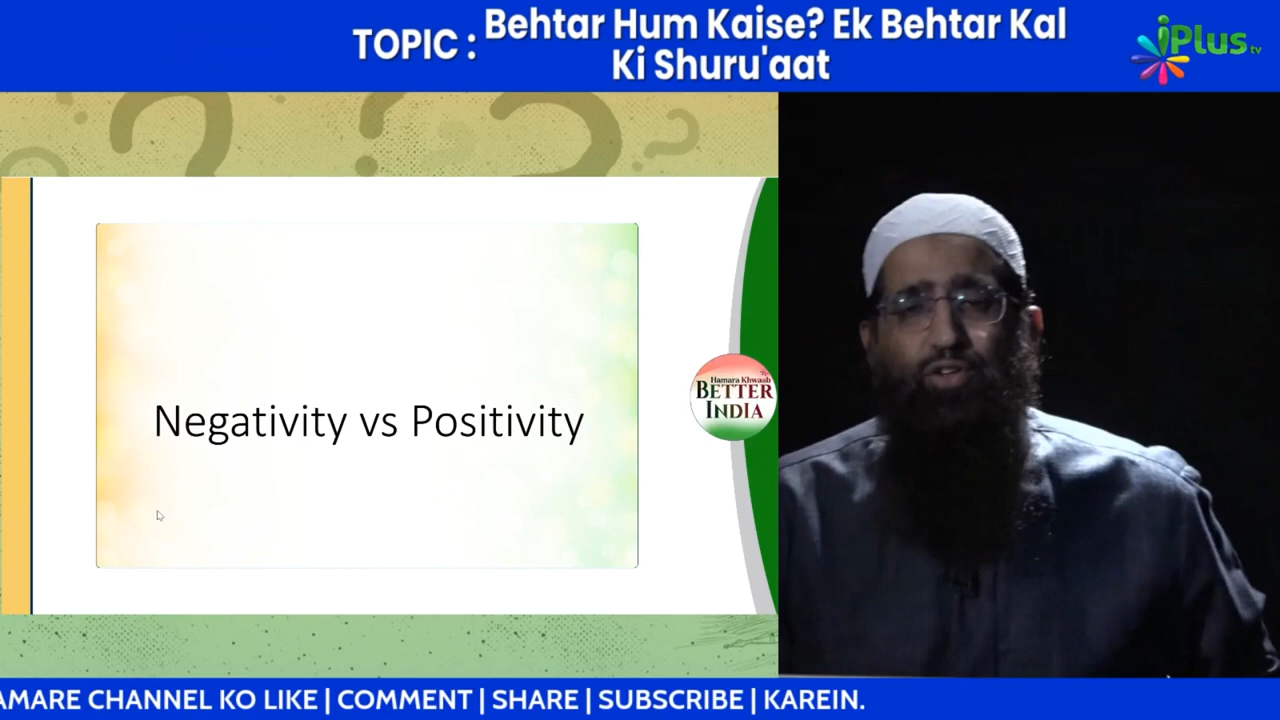 TOPIC :
Behtar Hum Kaise? Ek Behtar Kal
Ki Shuru'aat
iPlus tv
Negativity vs Positivity
Hamara Khwaab
BETTER
INDIA
AMARE CHANNEL KO LIKE | COMMENT | SHARE | SUBSCRIBE | KAREIN.